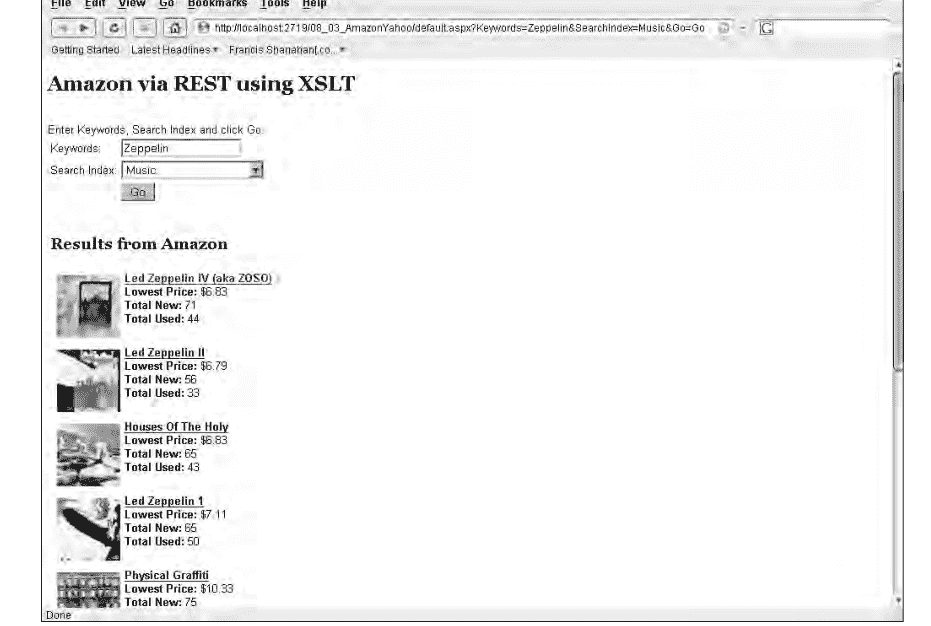 File Edit View Go Bookmarks Tools Help
http://localhost:2719/08_03_AmazonYahoo/default.aspx?Keywords=Zeppelin&SearchIndex=Music&Go=Go
Getting Started Latest Headlines Francis Shanahan[.co...
Amazon via REST using XSLT
Enter Keywords, Search Index and click Go.
Keywords: Zeppelin
Search Index: Music
Go
Results from Amazon
Led Zeppelin IV (aka ZOSO)
Lowest Price: $6.83
Total New: 71
Total Used: 44
Led Zeppelin II
Lowest Price: $6.79
Total New: 56
Total Used: 33
Houses Of The Holy
Lowest Price: $6.83
Total New: 65
Total Used: 43
Led Zeppelin 1
Lowest Price: $7.11
Total New: 65
Total Used: 50
Physical Graffiti
Lowest Price: $10.33
Total New: 75
Done